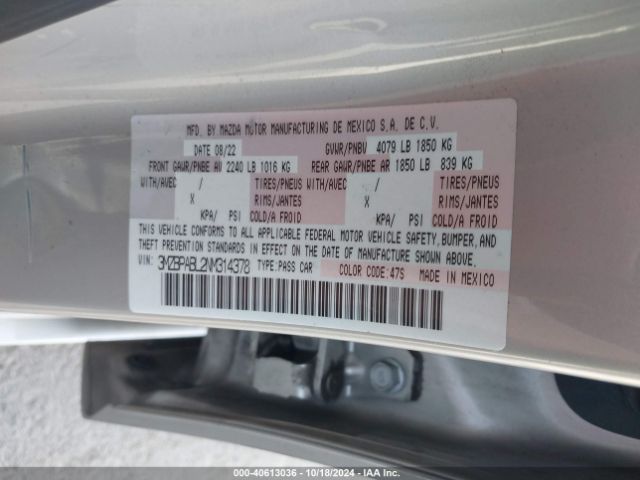 MFD. BY MAZDA MOTOR MANUFACTURING DE MEXICO S.A. DE C.V.
DATE 08/22 GVWR/PNBV 4079 LB 1850 KG
FRONT GAWR/PNBE AV 2240 LB 1016 KG REAR GAWR/PNBE AR 1850 LB 839 KG
WITH/AVEC / TIRES/PNEUS WITH/AVEC / TIRES/PNEUS
X RIMS/JANTES X RIMS/JANTES
KPA/ PSI COLD/A FROID KPA/ PSI COLD/A FROID
THIS VEHICLE CONFORMS TO ALL APPLICABLE FEDERAL MOTOR VEHICLE SAFETY, BUMPER, AND
THEFT PREVENTION STANDARDS IN EFFECT ON THE DATE OF MANUFACTURE SHOWN ABOVE.
VIN: 3MZBPABL2NM314378 TYPE:PASS CAR COLOR CODE:47S MADE IN MEXICO
000-40613036 - 10/18/2024 - IAA Inc.